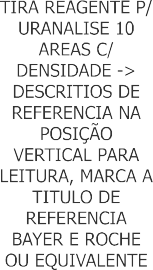 TIRA REAGENTE P/
URANALISE 10
AREAS C/
DENSIDADE ->
DESCRITIOS DE
REFERENCIA NA
POSIÇÃO
VERTICAL PARA
LEITURA, MARCA A
TITULO DE
REFERENCIA
BAYER E ROCHE
OU EQUIVALENTE